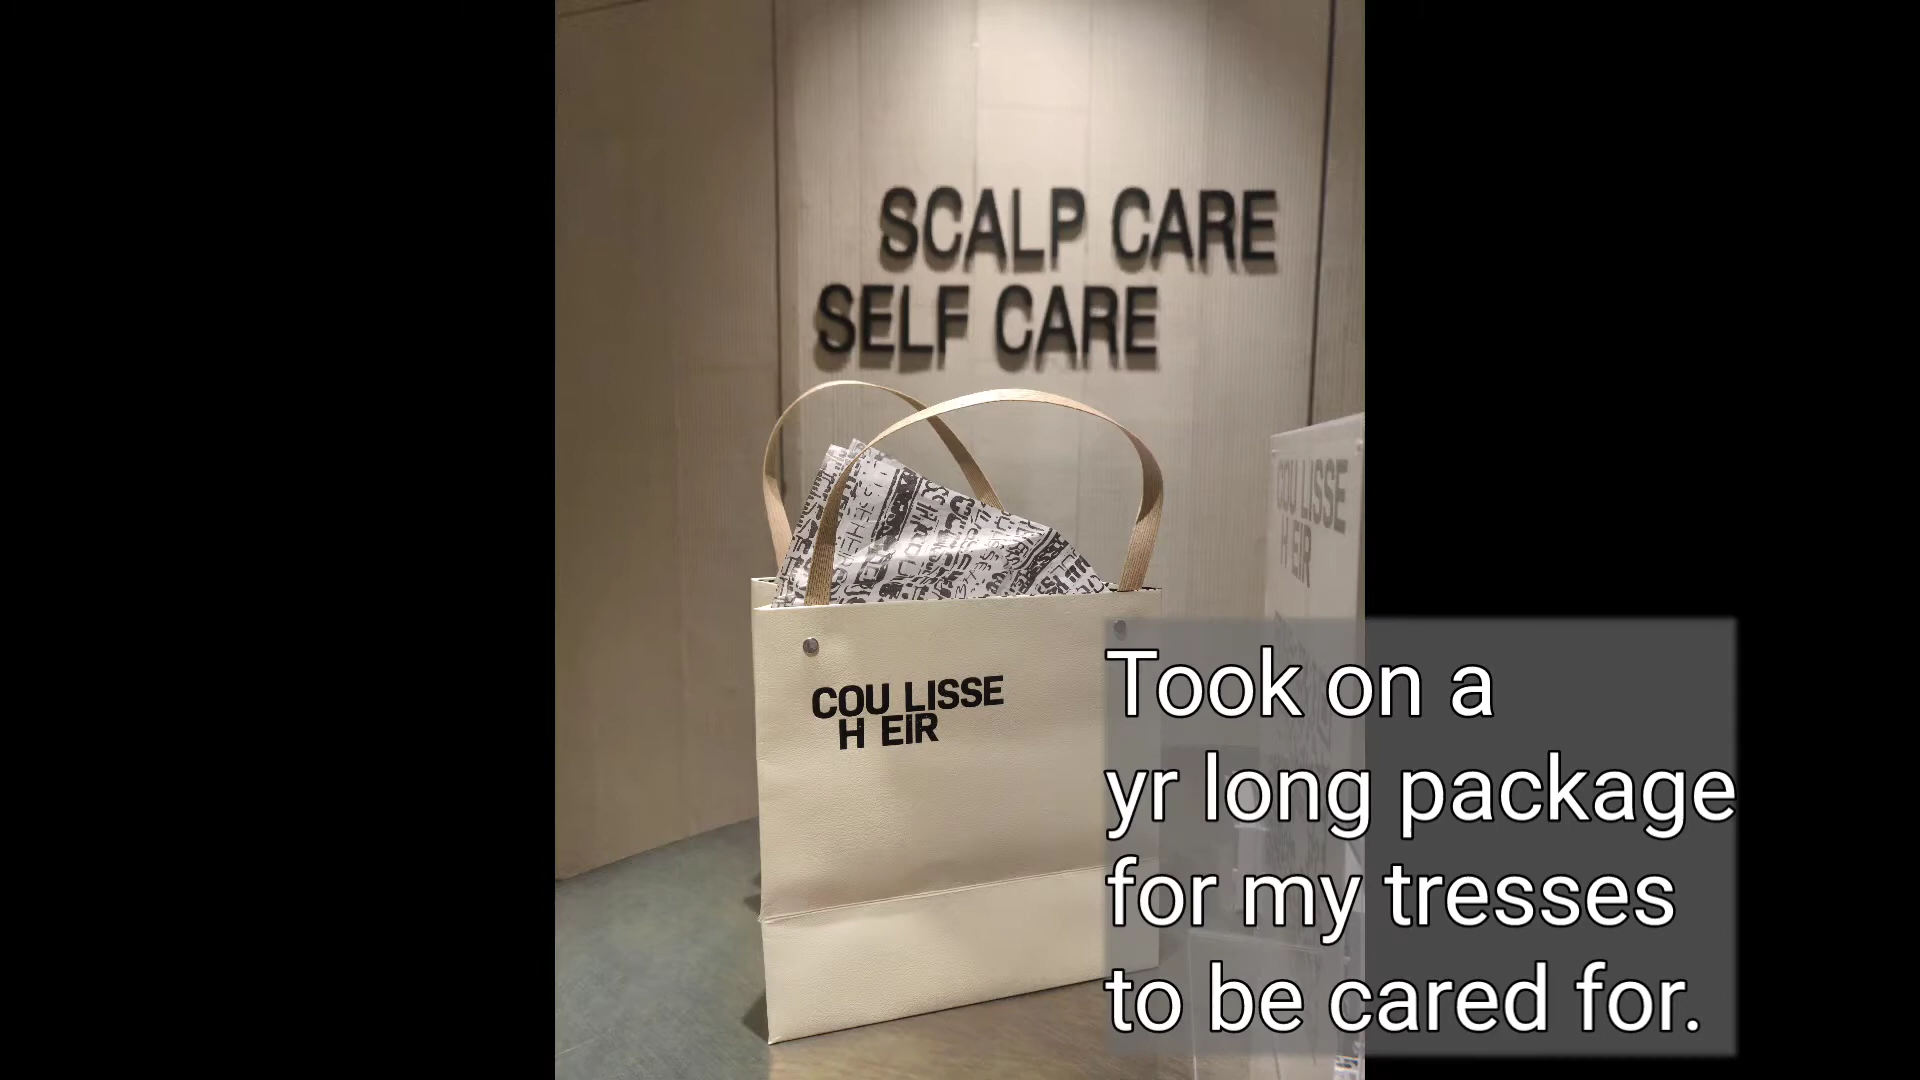 SCALP CARE
SELF CARE
COU LISSE
H EIR
COU LISSE
H EIR
Took on a
yr long package
for my tresses
to be cared for.